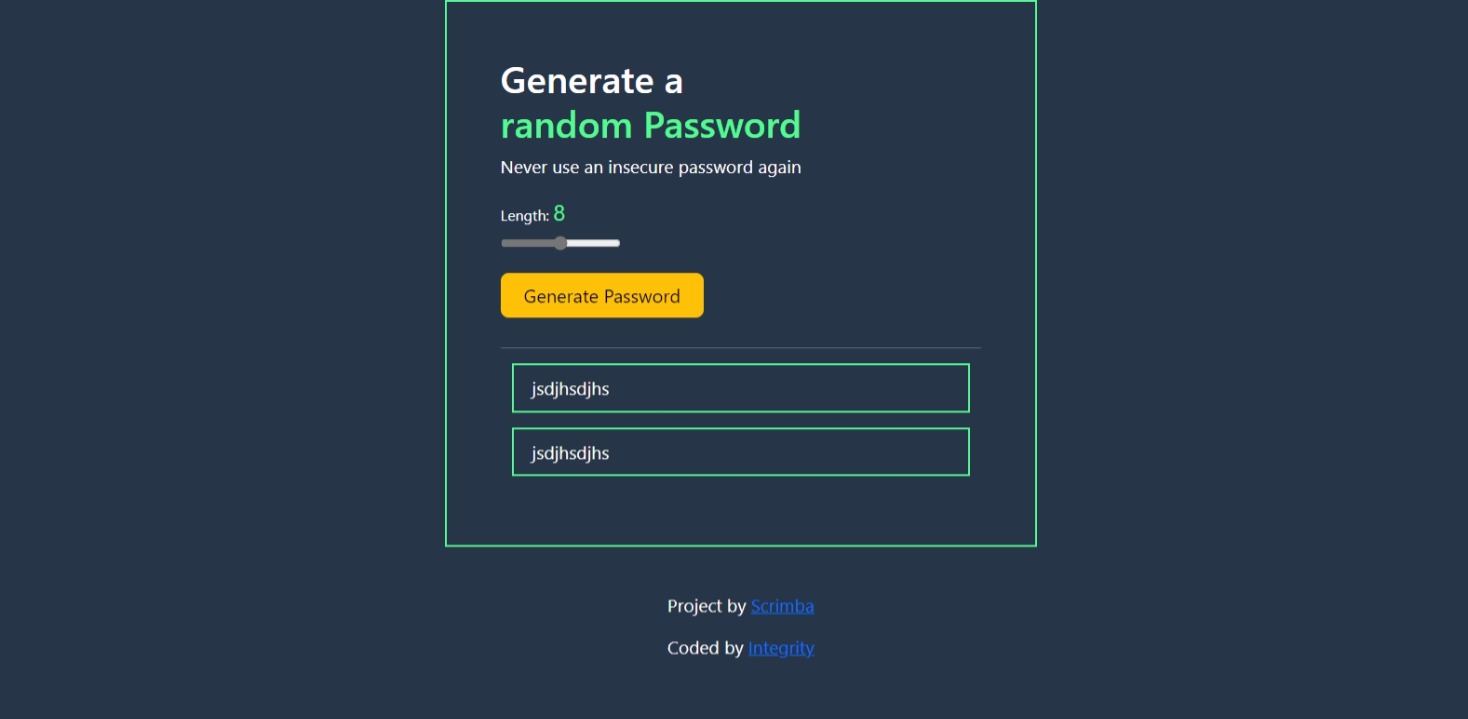 Generate a
random Password
Never use an insecure password again
Length: 8
Generate Password
jsdjhsdjhs
jsdjhsdjhs
Project by Scrimba
Coded by Integrity